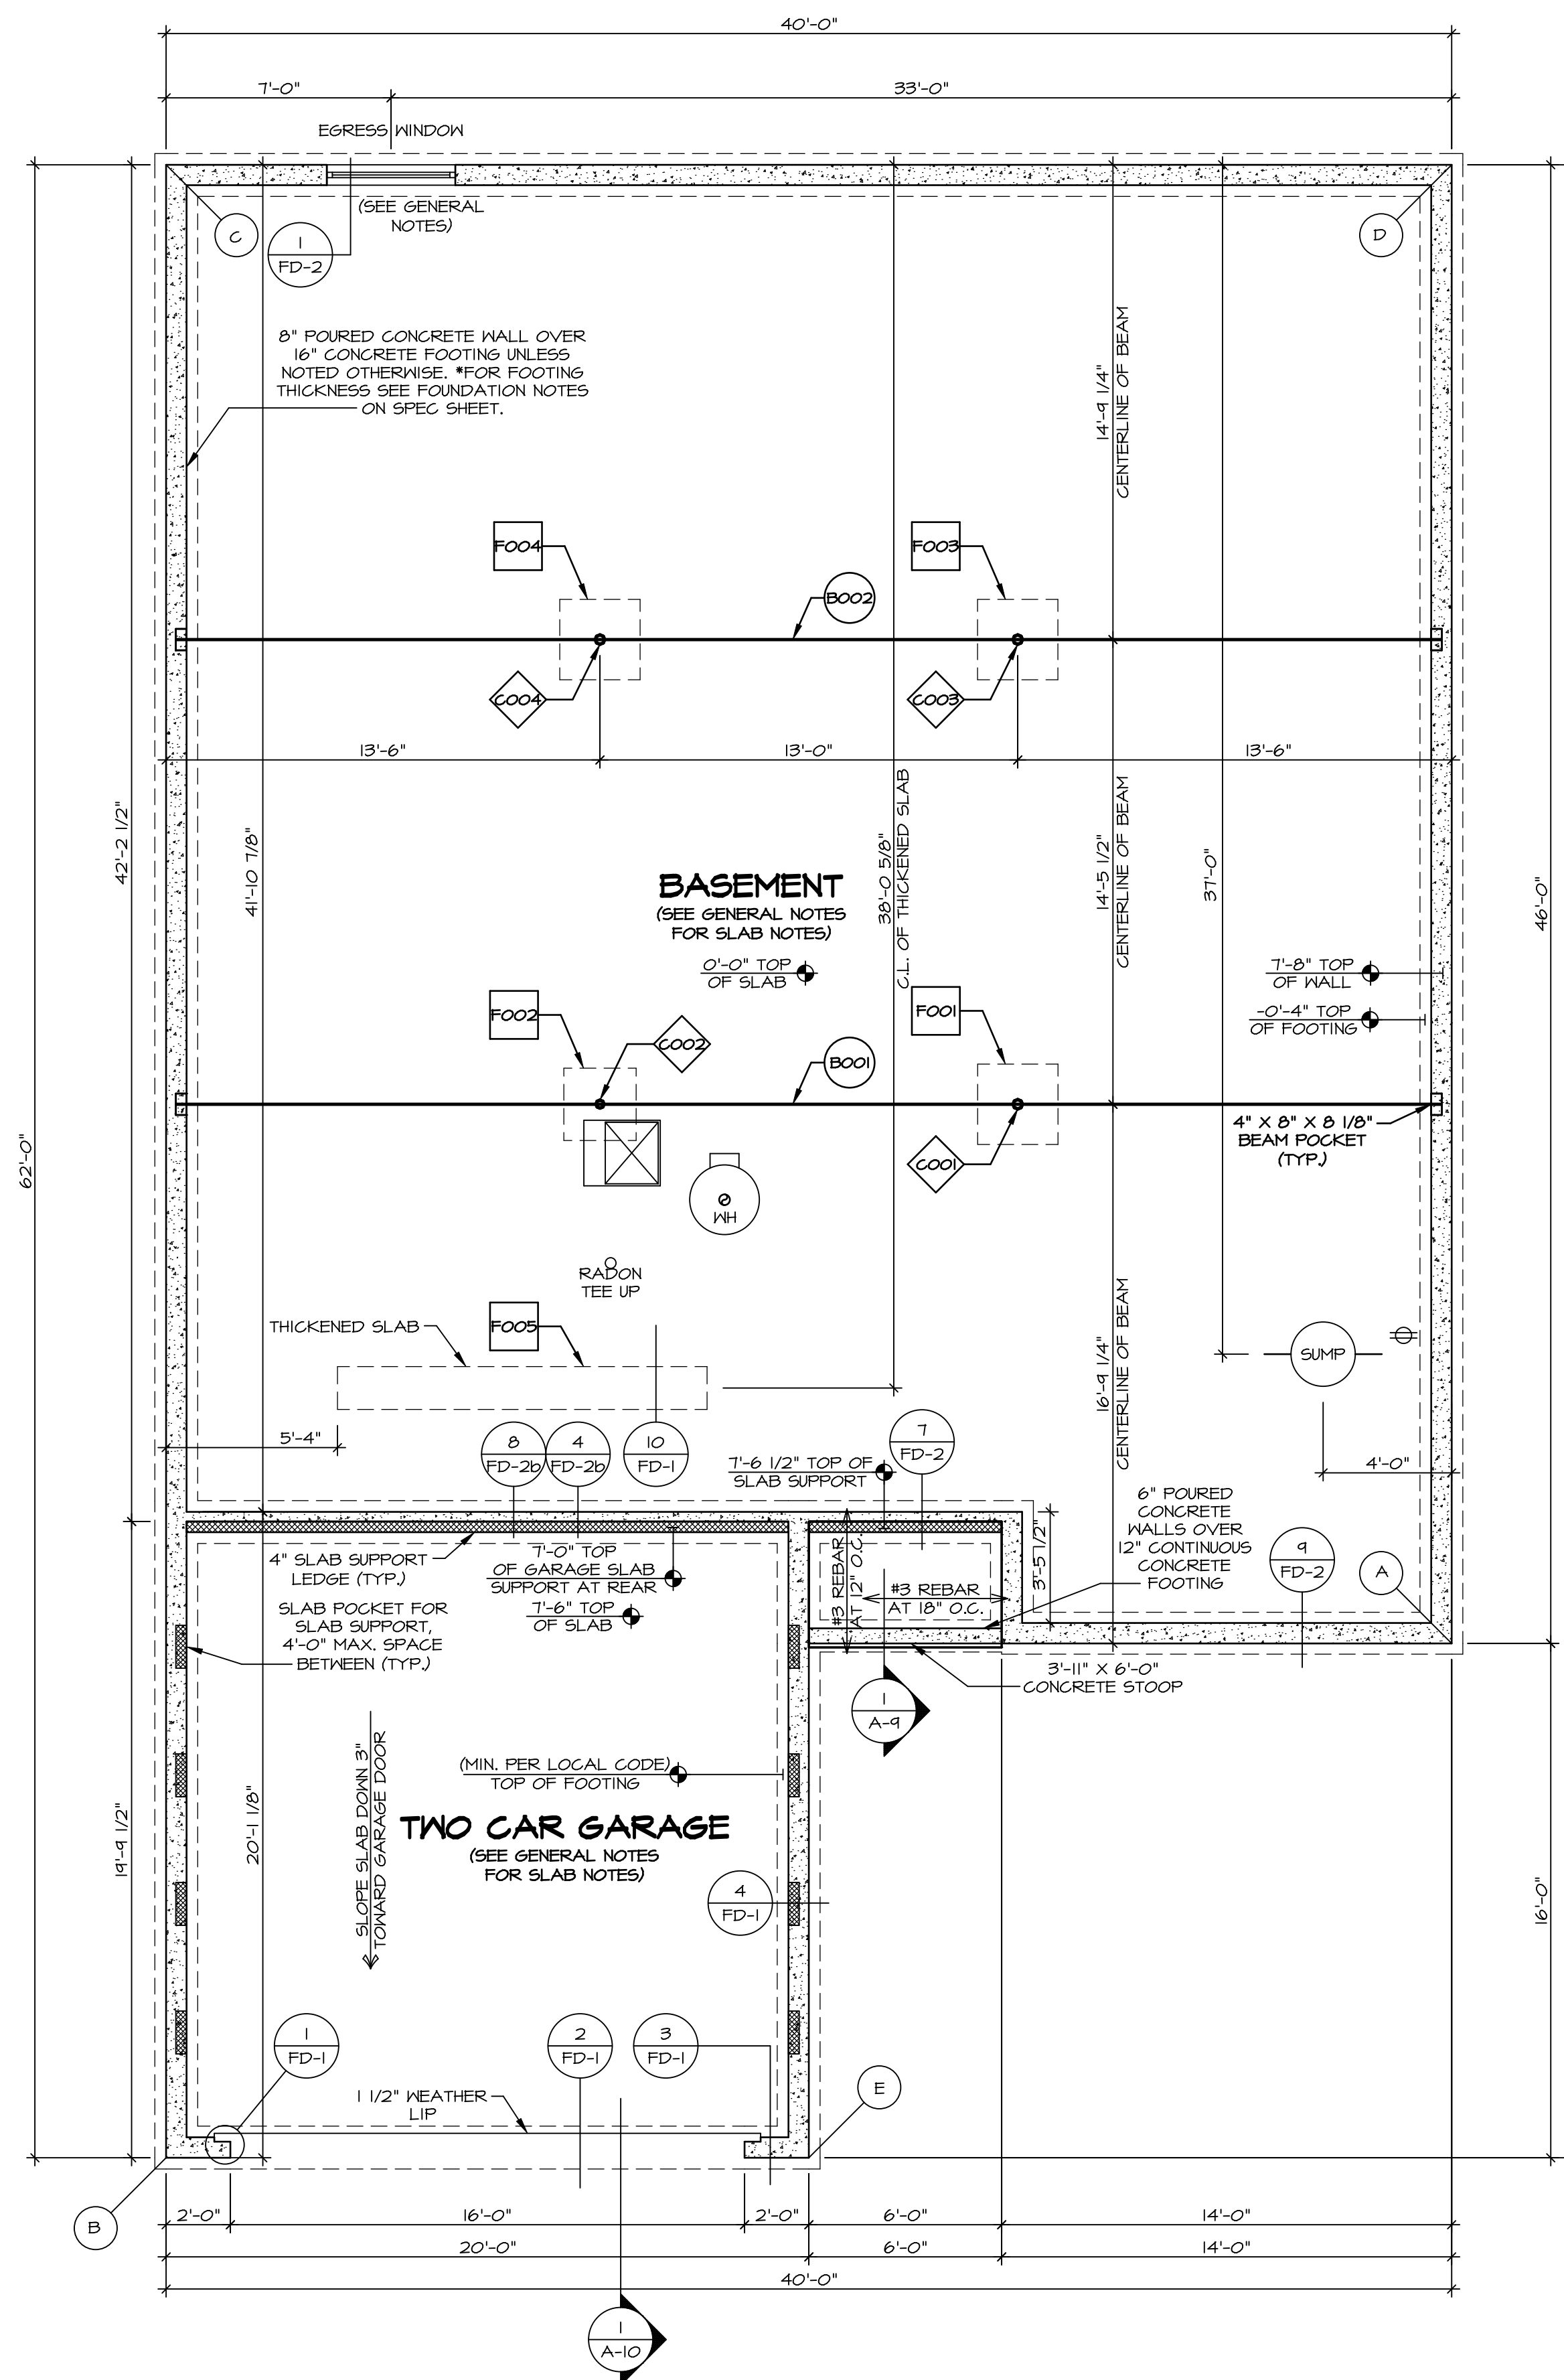 40'-0"
7'-0"
33'-0"
EGRESS WINDOW
(SEE GENERAL
NOTES)
C
D
1
FD-2
8" POURED CONCRETE WALL OVER
16" CONCRETE FOOTING UNLESS
NOTED OTHERWISE. *FOR FOOTING
THICKNESS SEE FOUNDATION NOTES
ON SPEC SHEET.
14'-9 1/4"
CENTERLINE OF BEAM
F004
F003
B002
C004
C003
13'-6"
13'-0"
13'-6"
42'-2 1/2"
41'-10 7/8"
38'-0 5/8"
C.L. OF THICKENED SLAB
14'-5 1/2"
CENTERLINE OF BEAM
37'-0"
46'-0"
BASEMENT
(SEE GENERAL NOTES
FOR SLAB NOTES)
0'-0" TOP
OF SLAB
7'-8" TOP
OF WALL
-0'-4" TOP
OF FOOTING
F002
C002
F001
B001
62'-0"
4" X 8" X 8 1/8"
BEAM POCKET
(TYP.)
C001
WH
RADON
TEE UP
THICKENED SLAB
F005
SUMP
16'-9 1/4"
CENTERLINE OF BEAM
5'-4"
8
FD-2b
4
FD-2b
10
FD-1
7
FD-2
7'-6 1/2" TOP OF
SLAB SUPPORT
4'-0"
6" POURED
CONCRETE
WALLS OVER
12" CONTINUOUS
CONCRETE
FOOTING
9
FD-2
A
4" SLAB SUPPORT
LEDGE (TYP.)
7'-0" TOP
OF GARAGE SLAB
SUPPORT AT REAR
7'-6" TOP
OF SLAB
#3 REBAR
AT 12" O.C.
#3 REBAR
AT 18" O.C.
3'-5 1/2"
SLAB POCKET FOR
SLAB SUPPORT,
4'-0" MAX. SPACE
BETWEEN (TYP.)
3'-11" X 6'-0"
CONCRETE STOOP
1
A-9
SLOPE SLAB DOWN 3"
TOWARD GARAGE DOOR
(MIN. PER LOCAL CODE)
TOP OF FOOTING
19'-9 1/2"
20'-1 1/8"
TWO CAR GARAGE
(SEE GENERAL NOTES
FOR SLAB NOTES)
4
FD-1
16'-0"
1
FD-1
2
FD-1
3
FD-1
1 1/2" WEATHER
LIP
E
B
2'-0"
16'-0"
2'-0"
6'-0"
14'-0"
20'-0"
6'-0"
14'-0"
40'-0"
1
A-10